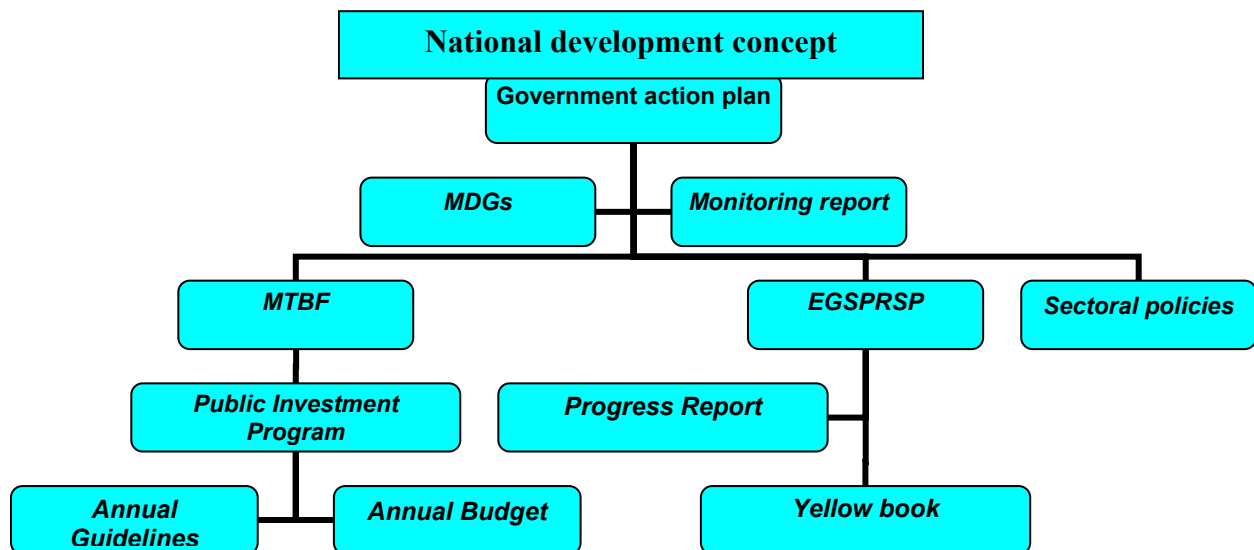 National development concept
Government action plan
MDGs
Monitoring report
MTBF
EGSPRSP
Sectoral policies
Public Investment
Program
Progress Report
Annual
Guidelines
Annual Budget
Yellow book